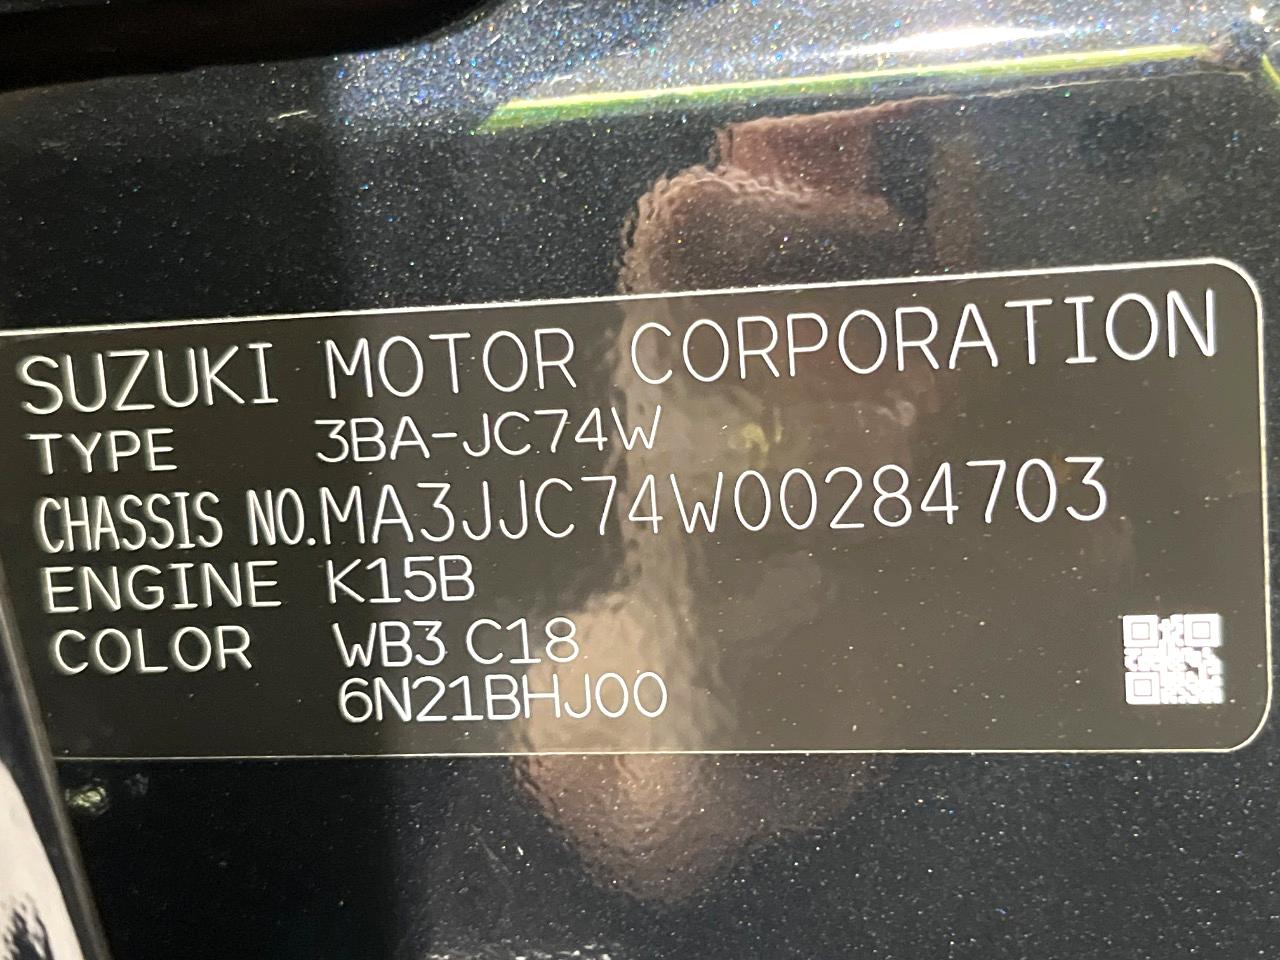 SUZUKI MOTOR CORPORATION
TYPE 3BA-JC74W
CHASSIS NO.MA3JJC74W00284703
ENGINE K15B
COLOR WB3 C18
6N21BHJ00